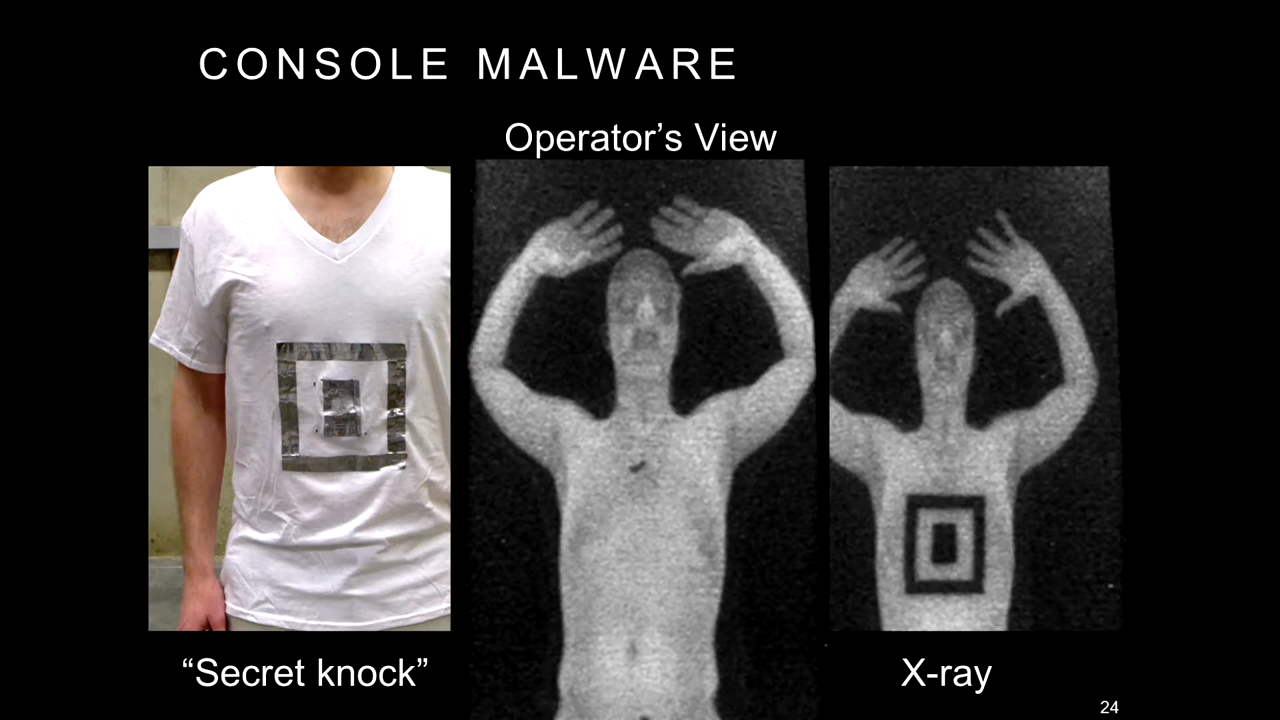 CONSOLE MALWARE
Operator’s View
“Secret knock”
X-ray
24